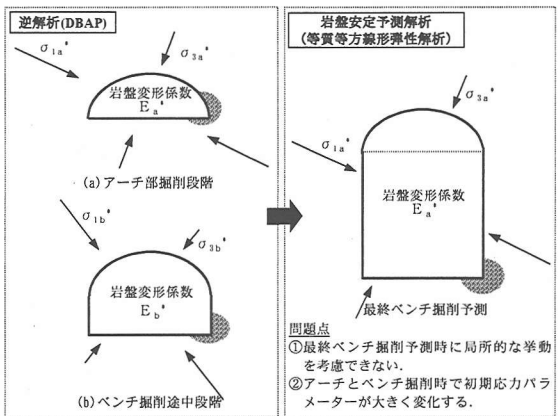 逆解析(DBAP)
σ1a*
σ3a*
岩盤変形係数
Ea*
(a)アーチ部掘削段階
σ1b*
σ3b*
岩盤変形係数
Eb*
(b)ベンチ掘削途中段階
岩盤安定予測解析
(等質等方線形弾性解析)
σ3a*
σ1a*
岩盤変形係数
Ea*
最終ベンチ掘削予測
問題点
①最終ベンチ掘削予測時に局所的な挙動
を考慮できない.
②アーチとベンチ掘削時で初期応力パラ
メーターが大きく変化する.